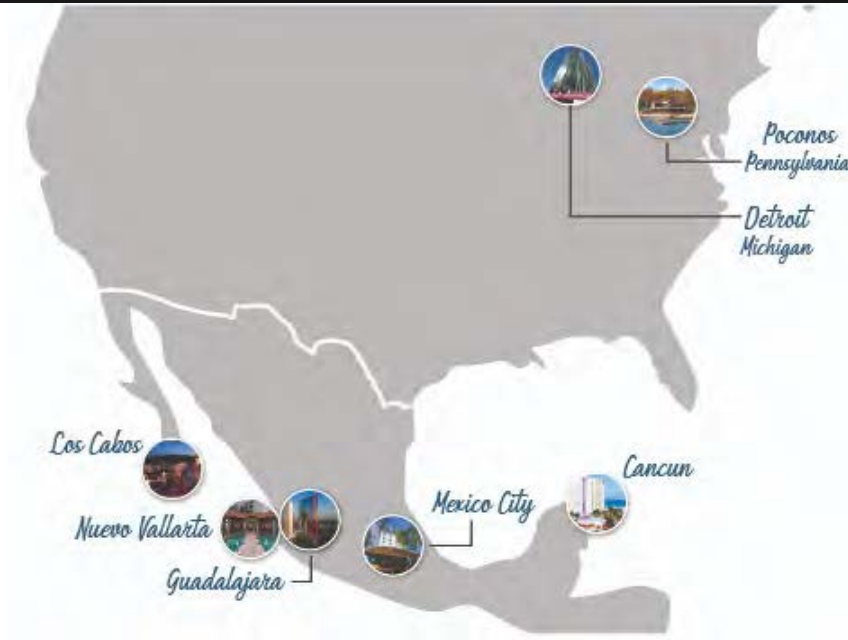 Poconos
Pennsylvania
Detroit
Michigan
Los Cabos
Cancun
Mexico City
Nuevo Vallarta
Guadalajara